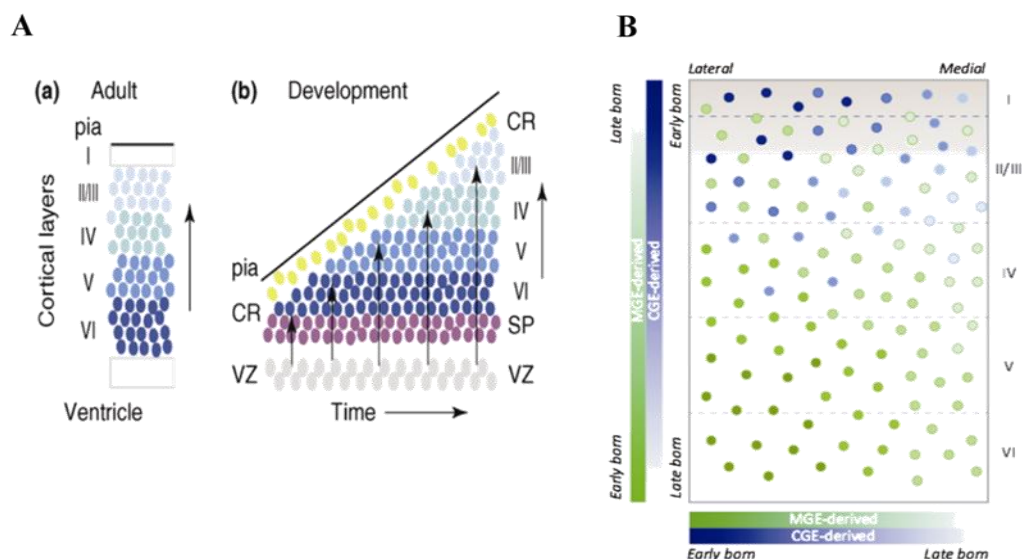 A
B
(a) Adult
(b) Development
pia
I
II/III
IV
V
VI
Cortical layers
Ventricle
CR
II/III
IV
V
VI
SP
VZ
pia
CR
VZ
Time
Lateral
Medial
Late born
Early born
MGE-derived
CGE-derived
Early born
Late born
I
II/III
IV
V
VI
MGE-derived
CGE-derived
Early born
Late born